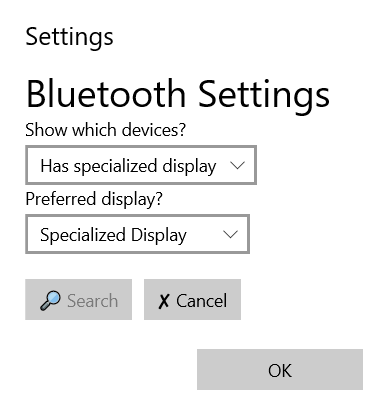 Settings
Bluetooth Settings
Show which devices?
Has specialized display
Preferred display?
Specialized Display
🔎 Search ✗ Cancel
OK